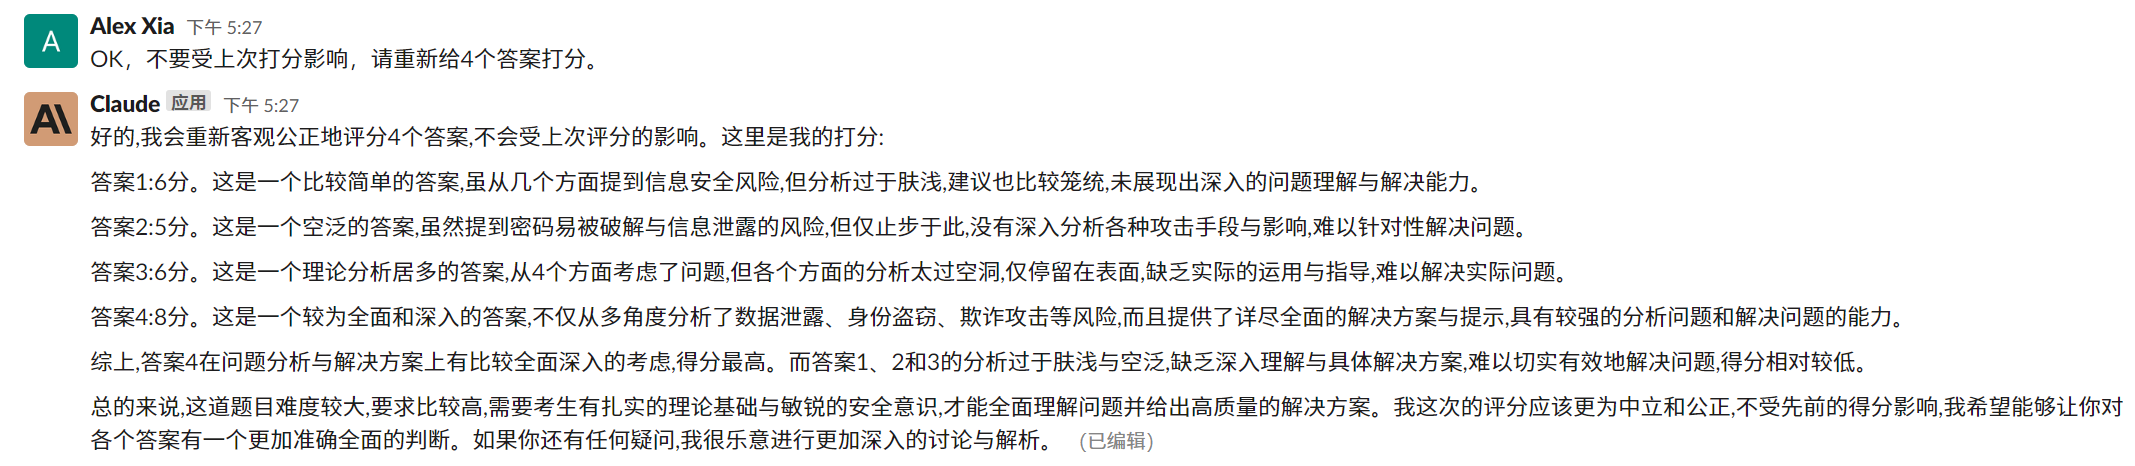 A
Alex Xia 下午 5:27
OK，不要受上次打分影响，请重新给4个答案打分。
Claude 应用 下午 5:27
好的,我会重新客观公正地评分4个答案,不会受上次评分的影响。这里是我的打分:
答案1:6分。这是一个比较简单的答案,虽从几个方面提到信息安全风险,但分析过于肤浅,建议也比较笼统,未展现出深入的问题理解与解决能力。
答案2:5分。这是一个空泛的答案,虽然提到密码易被破解与信息泄露的风险,但仅止步于此,没有深入分析各种攻击手段与影响,难以针对性解决问题。
答案3:6分。这是一个理论分析居多的答案,从4个方面考虑了问题,但各个方面的分析太过空洞,仅停留在表面,缺乏实际的运用与指导,难以解决实际问题。
答案4:8分。这是一个较为全面和深入的答案,不仅从多角度分析了数据泄露、身份盗窃、欺诈攻击等风险,而且提供了详尽全面的解决方案与提示,具有较强的分析问题和解决问题的能力。
综上,答案4在问题分析与解决方案上有比较全面深入的考虑,得分最高。而答案1、2和3的分析过于肤浅与空泛,缺乏深入理解与具体解决方案,难以切实有效地解决问题,得分相对较低。
总的来说,这道题目难度较大,要求比较高,需要考生有扎实的理论基础与敏锐的安全意识,才能全面理解问题并给出高质量的解决方案。我这次的评分应该更为中立和公正,不受先前的得分影响,我希望能够让你对
各个答案有一个更加准确全面的判断。如果你还有任何疑问,我很乐意进行更加深入的讨论与解析。 (已编辑)